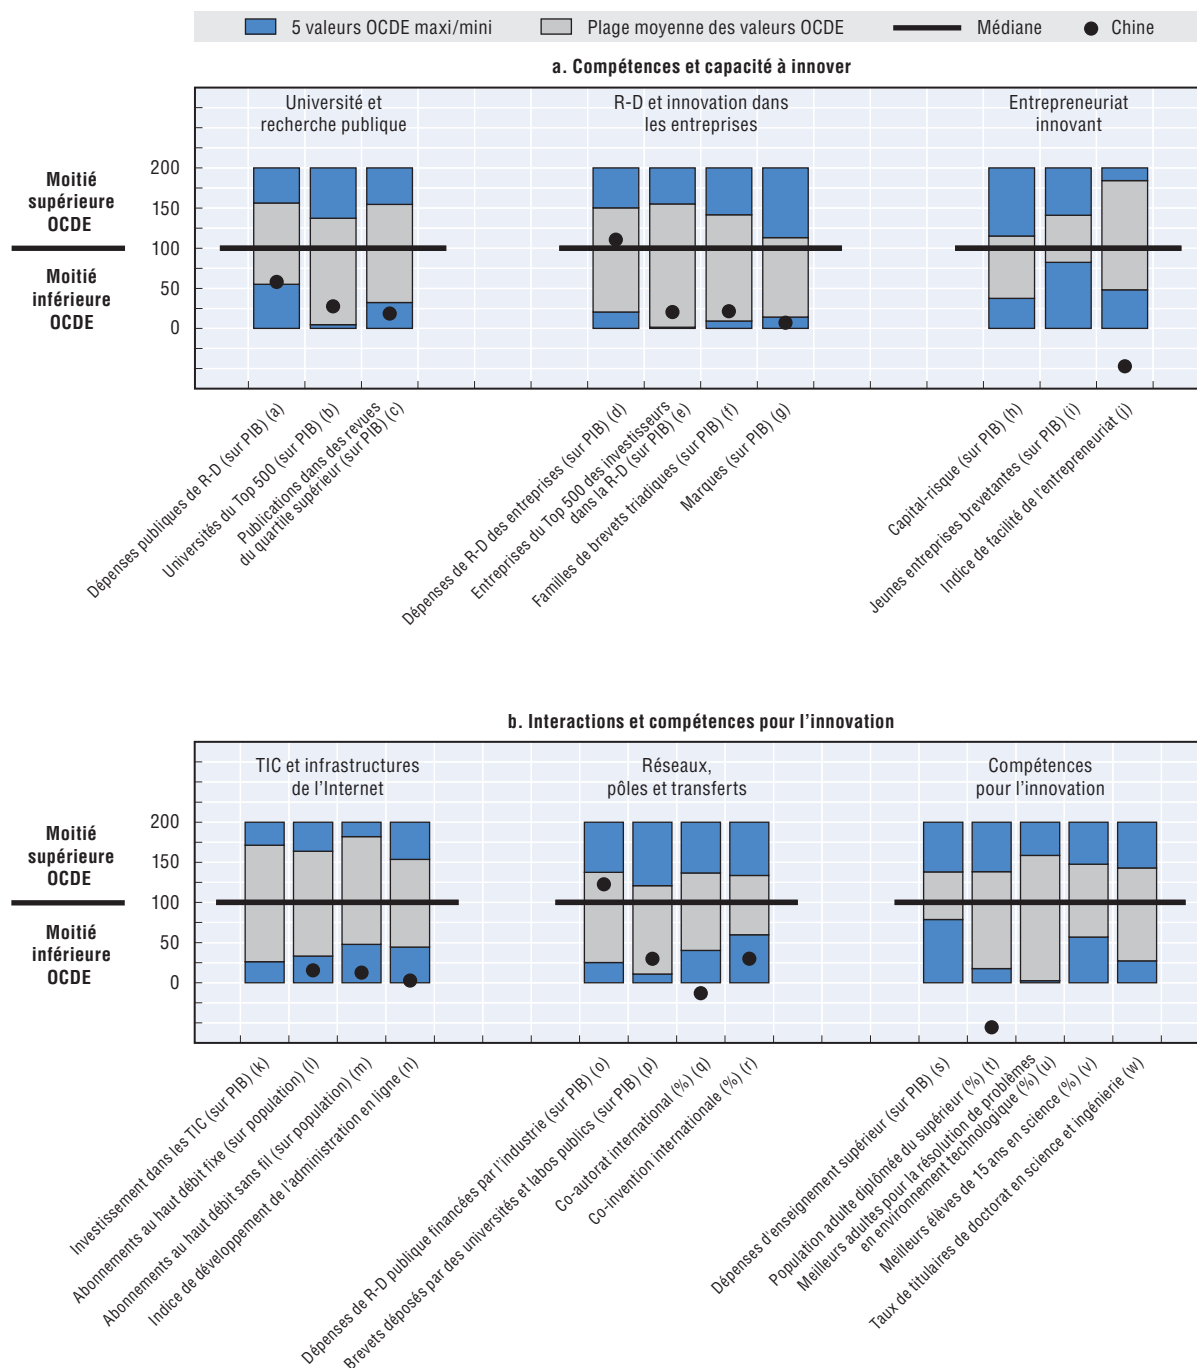 5 valeurs OCDE maxi/mini
Plage moyenne des valeurs OCDE
Médiane
Chine
a. Compétences et capacité à innover
Université et
recherche publique
R-D et innovation dans
les entreprises
Entrepreneuriat
innovant
Moitié
supérieure
OCDE
Moitié
inférieure
OCDE
200
150
100
50
0
Dépenses publiques de R-D (sur PIB) (a)
Universités du Top 500 (sur PIB) (b)
Publications dans des revues
du quartile supérieur (sur PIB) (c)
Dépenses de R-D des entreprises (sur PIB) (d)
Entreprises du Top 500 des investisseurs
dans la R-D (sur PIB) (e)
Familles de brevets triadiques (sur PIB) (f)
Marques (sur PIB) (g)
Capital-risque (sur PIB) (h)
Jeunes entreprises brevetantes (sur PIB) (i)
Indice de facilité de l'entrepreneuriat (j)
b. Interactions et compétences pour l'innovation
TIC et infrastructures
de l'Internet
Réseaux,
pôles et transferts
Compétences
pour l'innovation
Moitié
supérieure
OCDE
Moitié
inférieure
OCDE
200
150
100
50
0
Investissement dans les TIC (sur PIB) (k)
Abonnements au haut débit fixe (sur population) (l)
Abonnements au haut débit sans fil (sur population) (m)
Indice de développement de l'administration en ligne (n)
Dépenses de R-D publique financées par l'industrie (sur PIB) (o)
Brevets déposés par des universités et labos publics (sur PIB) (p)
Co-autorat international (%) (q)
Co-invention internationale (%) (r)
Dépenses d'enseignement supérieur (sur PIB) (s)
Population adulte diplômée du supérieur (%) (t)
Meilleurs adultes pour la résolution de problèmes
en environnement technologique (%) (u)
Meilleurs élèves de 15 ans en science (%) (v)
Taux de titulaires de doctorat en science et ingénierie (w)